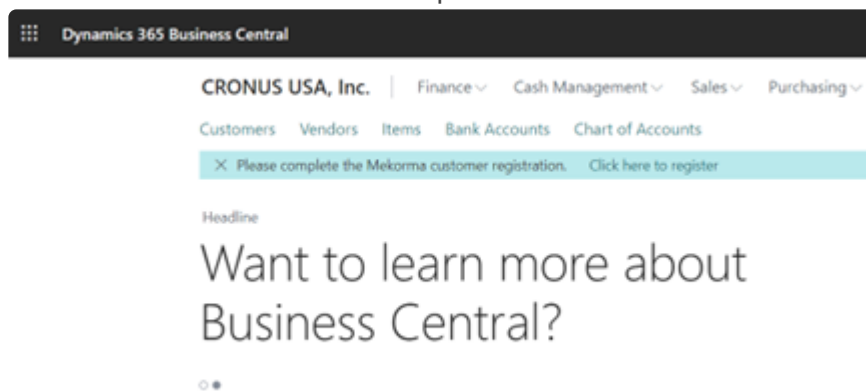 Dynamics 365 Business Central
CRONUS USA, Inc. Finance Cash Management Sales Purchasing
Customers Vendors Items Bank Accounts Chart of Accounts
Please complete the Mekorma customer registration. Click here to register
Headline
Want to learn more about
Business Central?